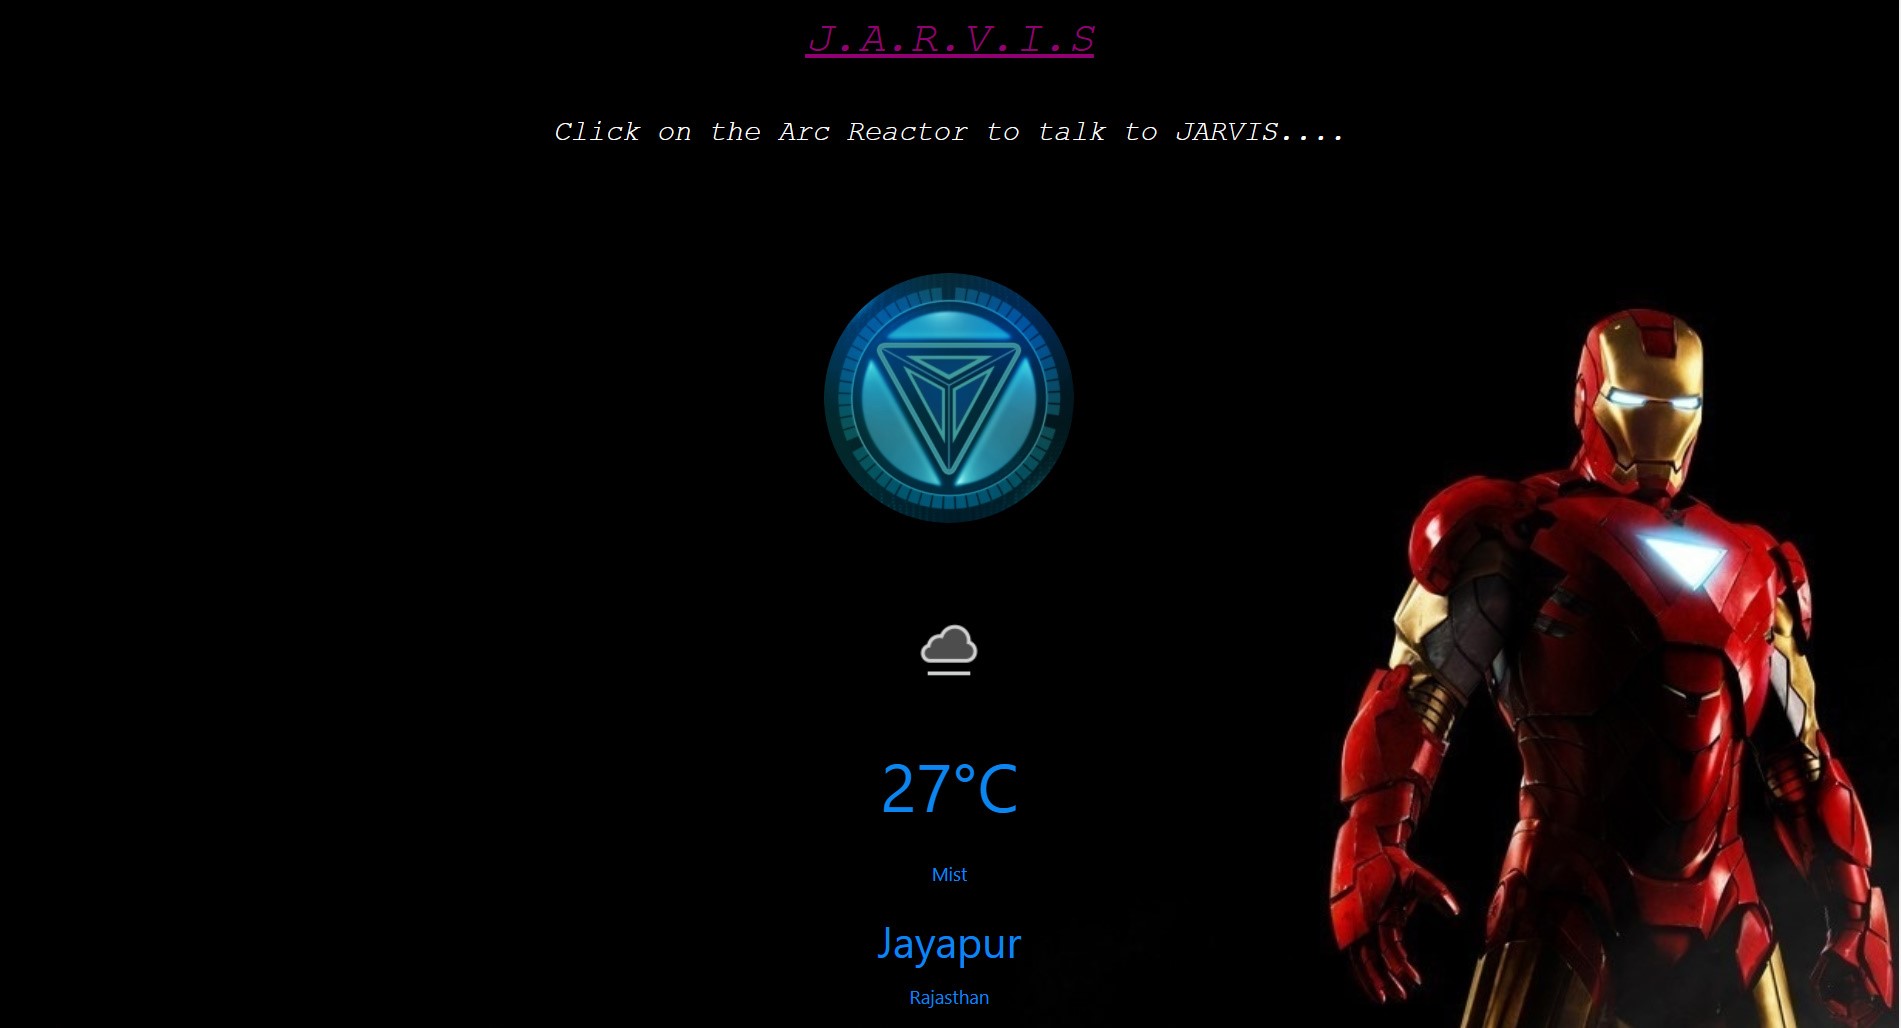 J.A.R.V.I.S
Click on the Arc Reactor to talk to JARVIS....
27°C
Mist
Jayapur
Rajasthan